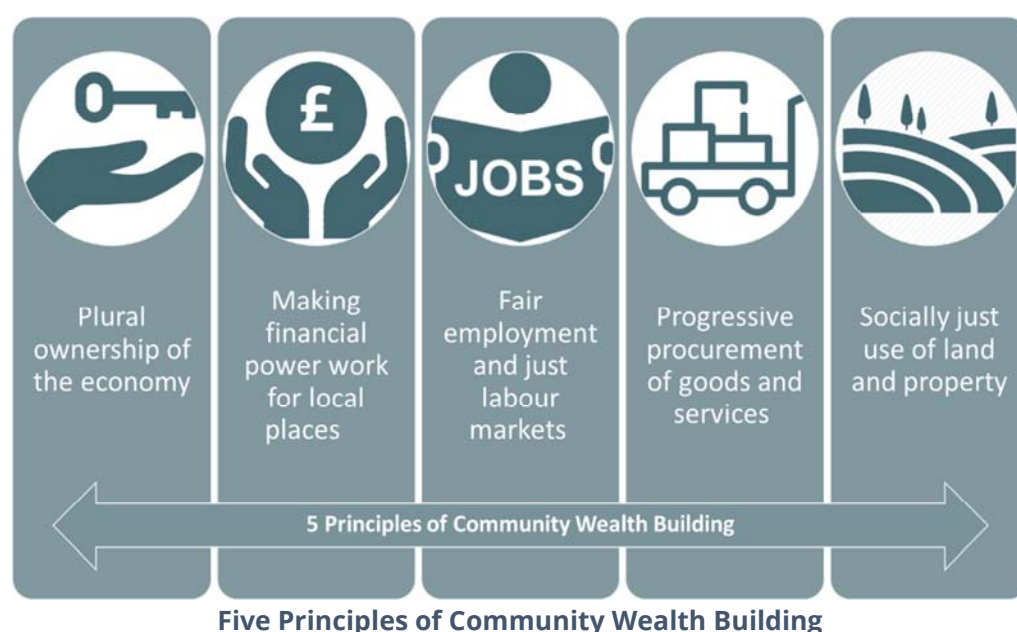 £
JOBS
Plural
ownership of
the economy
Making
financial
power work
for local
places
Fair
employment
and just
labour
markets
Progressive
procurement
of goods and
services
Socially just
use of land
and property
5 Principles of Community Wealth Building
Five Principles of Community Wealth Building